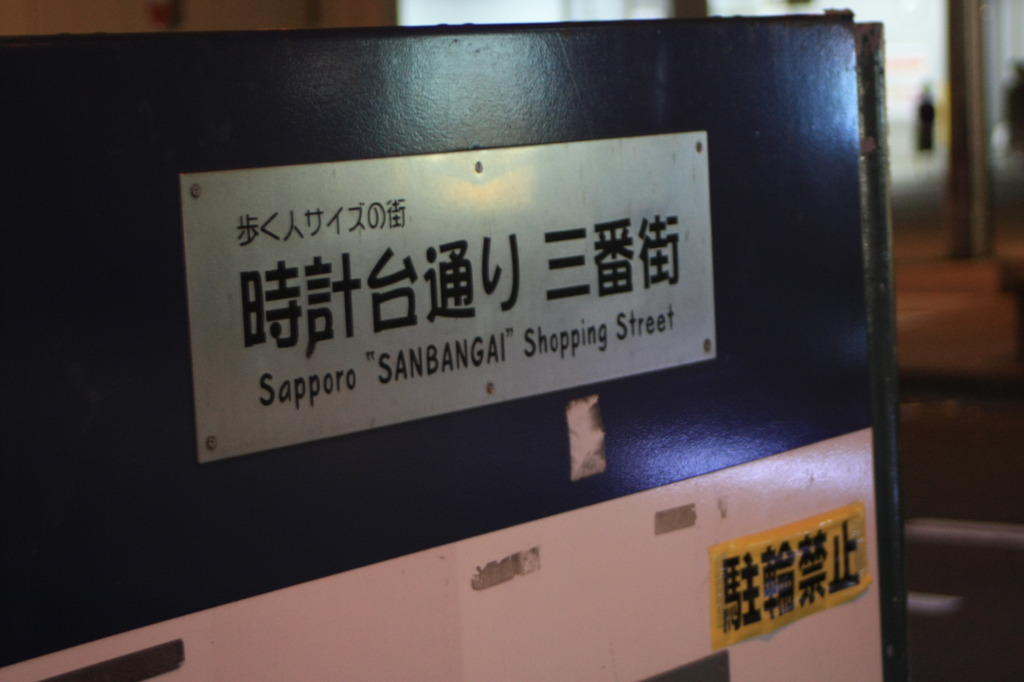 歩く人サイズの街
時計台通り 三番街
Sapporo "SANBANGAI" Shopping Street
駐輪禁止